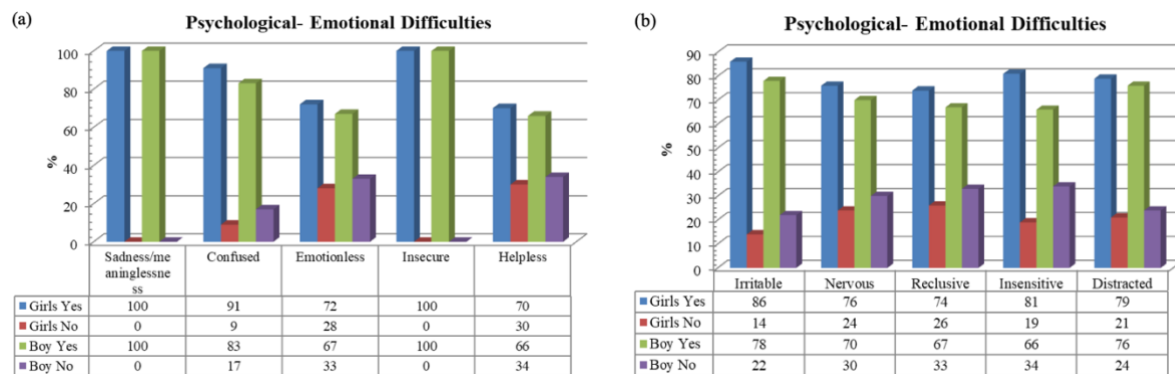 (a)
Psychological- Emotional Difficulties
100
80
60
40
20
0
%
Sadness/me
aninglessne
ss
Confused
Emotionless
Insecure
Helpless
Girls Yes 100 91 72 100 70
Girls No 0 9 28 0 30
Boy Yes 100 83 67 100 66
Boy No 0 17 33 0 34
(b)
Psychological- Emotional Difficulties
90
80
70
60
50
40
30
20
10
0
%
Irritable Nervous Reclusive Insensitive Distracted
Girls Yes 86 76 74 81 79
Girls No 14 24 26 19 21
Boy Yes 78 70 67 66 76
Boy No 22 30 33 34 24